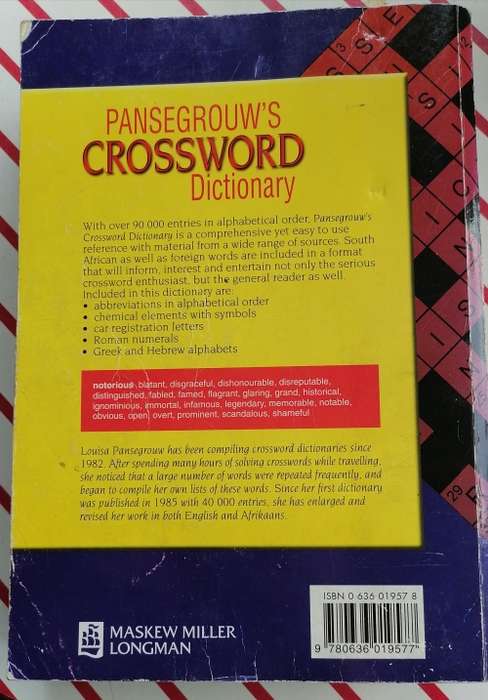 PANSEGROUW'S
CROSSWORD
Dictionary
With over 90 000 entries in alphabetical order, Pansegrouw's
Crossword Dictionary is a comprehensive yet easy to use
reference with material from a wide range of sources. South
African as well as foreign words are included in a format
that will inform, interest and entertain not only the serious
crossword enthusiast, but the general reader as well.
Included in this dictionary are:
• abbreviations in alphabetical order
• chemical elements with symbols
• car registration letters
• Roman numerals
• Greek and Hebrew alphabets
notorious blatant, disgraceful, dishonourable, disreputable,
distinguished, fabled, famed, flagrant, glaring, grand, historical,
ignominious, immortal, infamous, legendary, memorable, notable,
obvious, open, overt, prominent, scandalous, shameful
Louisa Pansegrouw has been compiling crossword dictionaries since
1982. After spending many hours of solving crosswords while travelling,
she noticed that a large number of words were repeated frequently, and
began to compile her own lists of these words. Since her first dictionary
was published in 1985 with 40 000 entries, she has enlarged and
revised her work in both English and Afrikaans.
ISBN 0 636 01957 8
9 780636 019577
MASKEW MILLER
LONGMAN